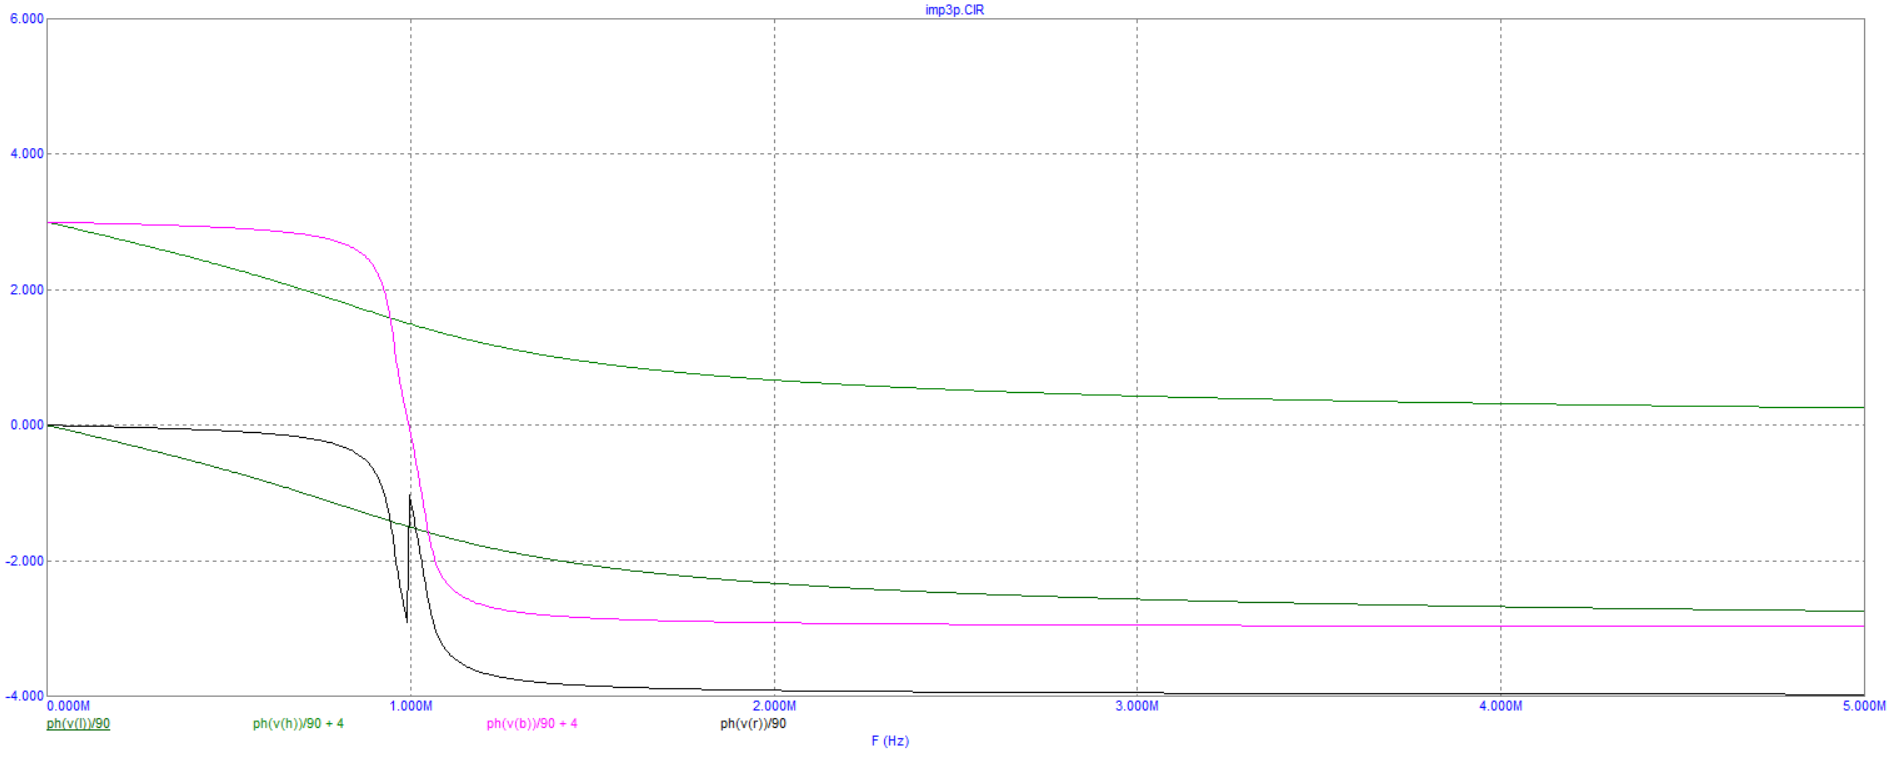 imp3p.CIR
6.000
4.000
2.000
0.000
-2.000
-4.000
0.000M 1.000M 2.000M 3.000M 4.000M 5.000M
ph(v(l))/90 ph(v(h))/90 + 4 ph(v(b))/90 + 4 ph(v(r))/90
F (Hz)